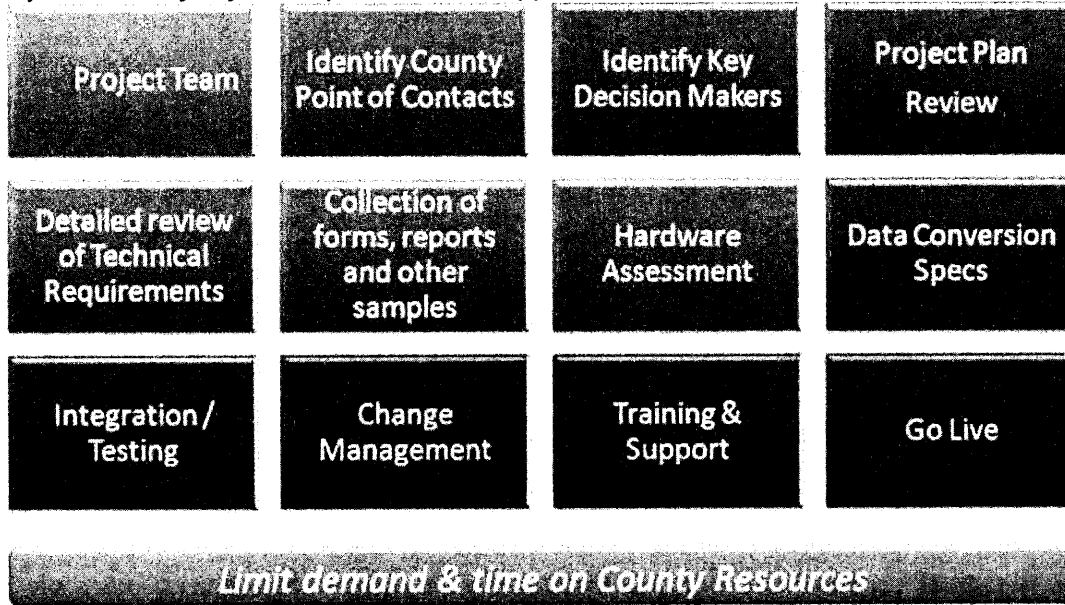 Project Team
Identify County
Point of Contacts
Identify Key
Decision Makers
Project Plan
Review
Detailed review
of Technical
Requirements
Collection of
forms, reports
and other
samples
Hardware
Assessment
Data Conversion
Specs
Integration /
Testing
Change
Management
Training &
Support
Go Live
Limit demand & time on County Resources